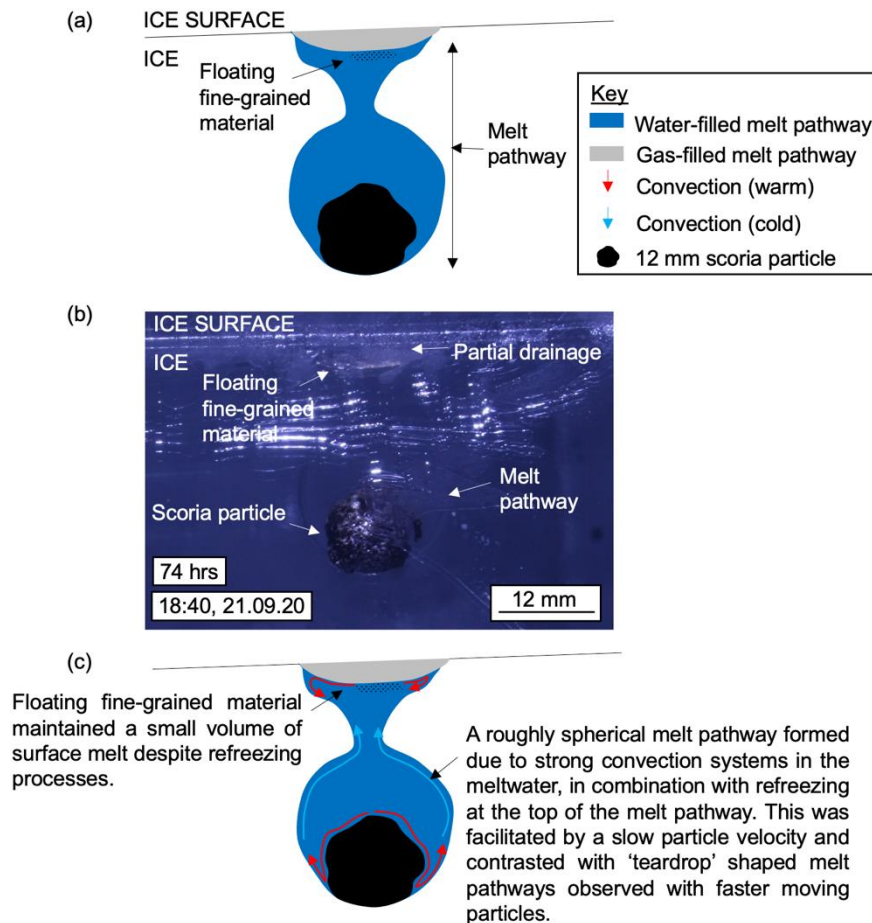 (a)
ICE SURFACE
ICE
Floating
fine-grained
material
Melt
pathway
Key
Water-filled melt pathway
Gas-filled melt pathway
Convection (warm)
Convection (cold)
12 mm scoria particle
(b)
ICE SURFACE
ICE
Partial drainage
Floating
fine-grained
material
Melt
pathway
Scoria particle
74 hrs
18:40, 21.09.20
12 mm
(c)
Floating fine-grained material
maintained a small volume of
surface melt despite refreezing
processes.
A roughly spherical melt pathway formed
due to strong convection systems in the
meltwater, in combination with refreezing
at the top of the melt pathway. This was
facilitated by a slow particle velocity and
contrasted with ‘teardrop’ shaped melt
pathways observed with faster moving
particles.